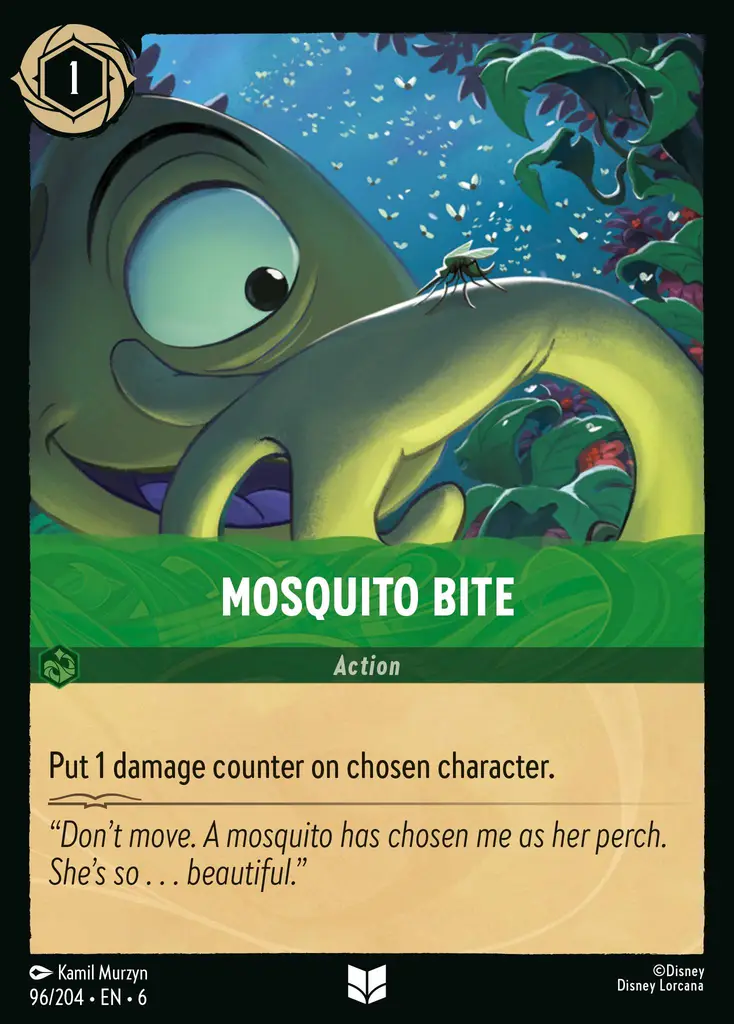 1
MOSQUITO BITE
Action
Put 1 damage counter on chosen character.
“Don’t move. A mosquito has chosen me as her perch.
She’s so . . . beautiful.”
Kamil Murzyn
96/204 • EN • 6
©Disney
Disney Lorcana